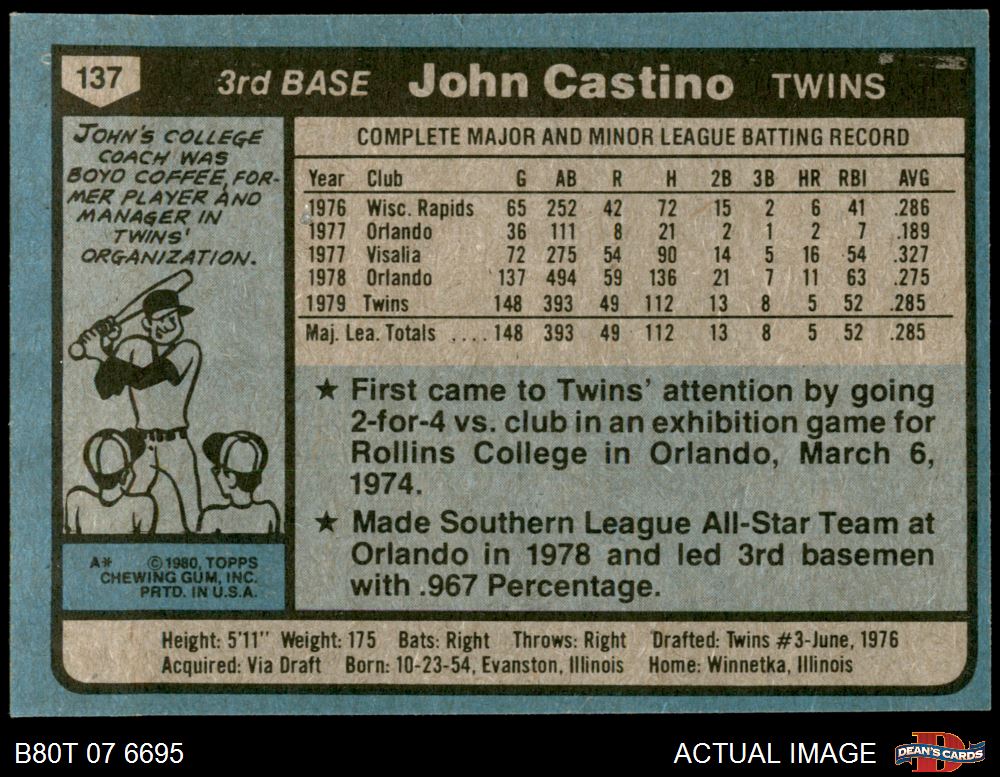 137 3rd BASE John Castino TWINS
JOHN'S COLLEGE
COACH WAS
BOYD COFFEE, FOR-
MER PLAYER AND
MANAGER IN
TWINS'
ORGANIZATION.
A* © 1980, TOPPS
CHEWING GUM, INC.
PRTD. IN U.S.A.
COMPLETE MAJOR AND MINOR LEAGUE BATTING RECORD
Year Club G AB R H 2B 3B HR RBI AVG
1976 Wisc. Rapids 65 252 42 72 15 2 6 41 .286
1977 Orlando 36 111 8 21 2 1 2 7 .189
1977 Visalia 72 275 54 90 14 5 16 54 .327
1978 Orlando 137 494 59 136 21 7 11 63 .275
1979 Twins 148 393 49 112 13 8 5 52 .285
Maj. Lea. Totals .... 148 393 49 112 13 8 5 52 .285
★ First came to Twins' attention by going
2-for-4 vs. club in an exhibition game for
Rollins College in Orlando, March 6,
1974.
★ Made Southern League All-Star Team at
Orlando in 1978 and led 3rd basemen
with .967 Percentage.
Height: 5'11" Weight: 175 Bats: Right Throws: Right Drafted: Twins #3-June, 1976
Acquired: Via Draft Born: 10-23-54, Evanston, Illinois Home: Winnetka, Illinois
B80T 07 6695 ACTUAL IMAGE D DEAN'S CARDS